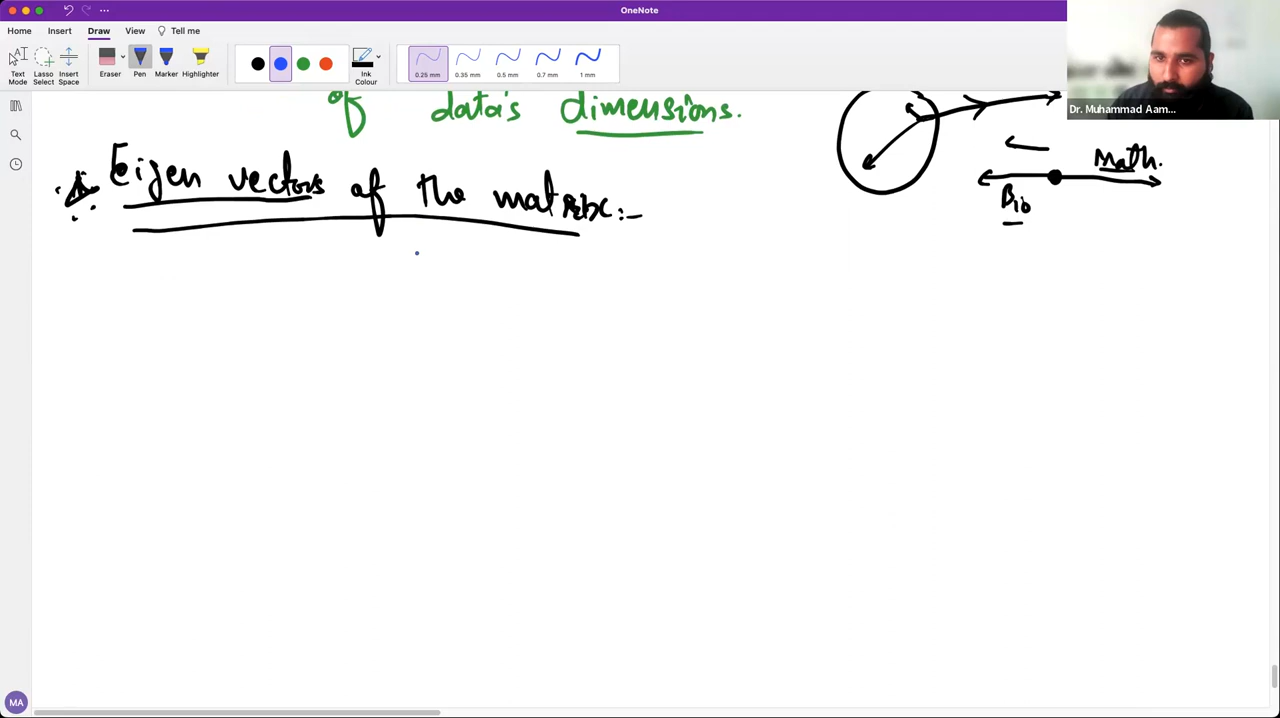 OneNote
Home Insert Draw View Tell me
Text Mode
Lasso Select
Insert Space
Eraser
Pen
Marker
Highlighter
Ink Colour
0.25 mm
0.35 mm
0.5 mm
0.7 mm
1 mm
Dr. Muhammad Aam...
of data's dimensions.
Math.
Bio
Eigen vectors of the matrix:-
MA